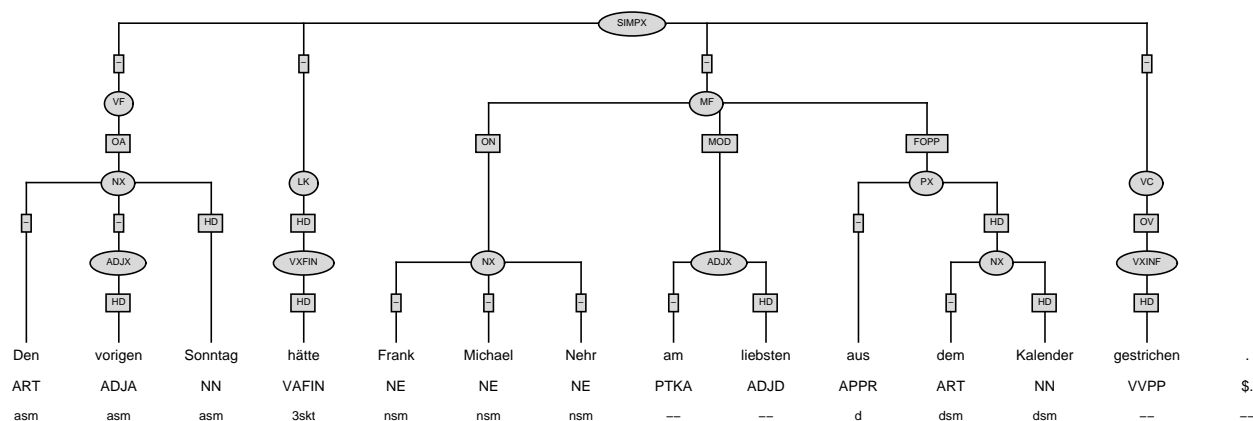 SIMPX
– – – –
VF MF
OA ON MOD FOPP
NX LK PX VC
– – HD HD – HD OV
ADJX VXFIN NX ADJX NX VXINF
HD HD – – – – HD – HD HD
Den vorigen Sonntag hätte Frank Michael Nehr am liebsten aus dem Kalender gestrichen .
ART ADJA NN VAFIN NE NE NE PTKA ADJD APPR ART NN VVPP $.
asm asm asm 3skt nsm nsm nsm –– –– d dsm dsm –– ––